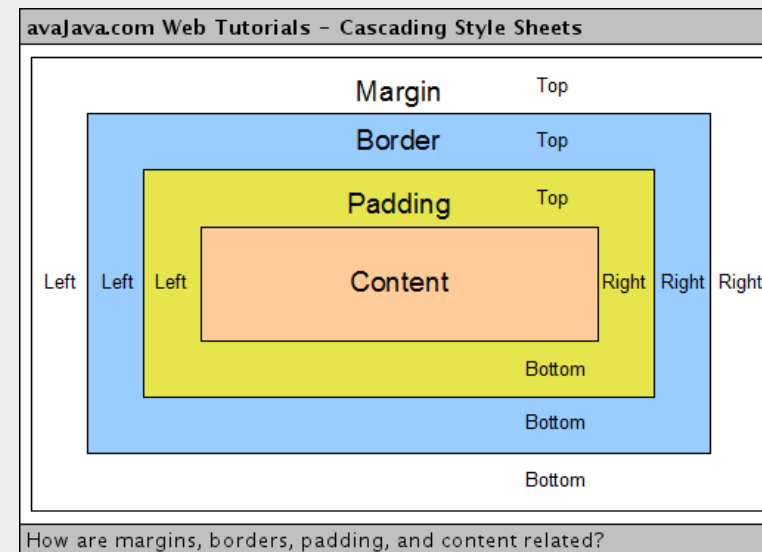 avaJava.com Web Tutorials - Cascading Style Sheets
Margin Top
Border Top
Padding Top
Left Left Left Content Right Right Right
Bottom
Bottom
Bottom
How are margins, borders, padding, and content related?